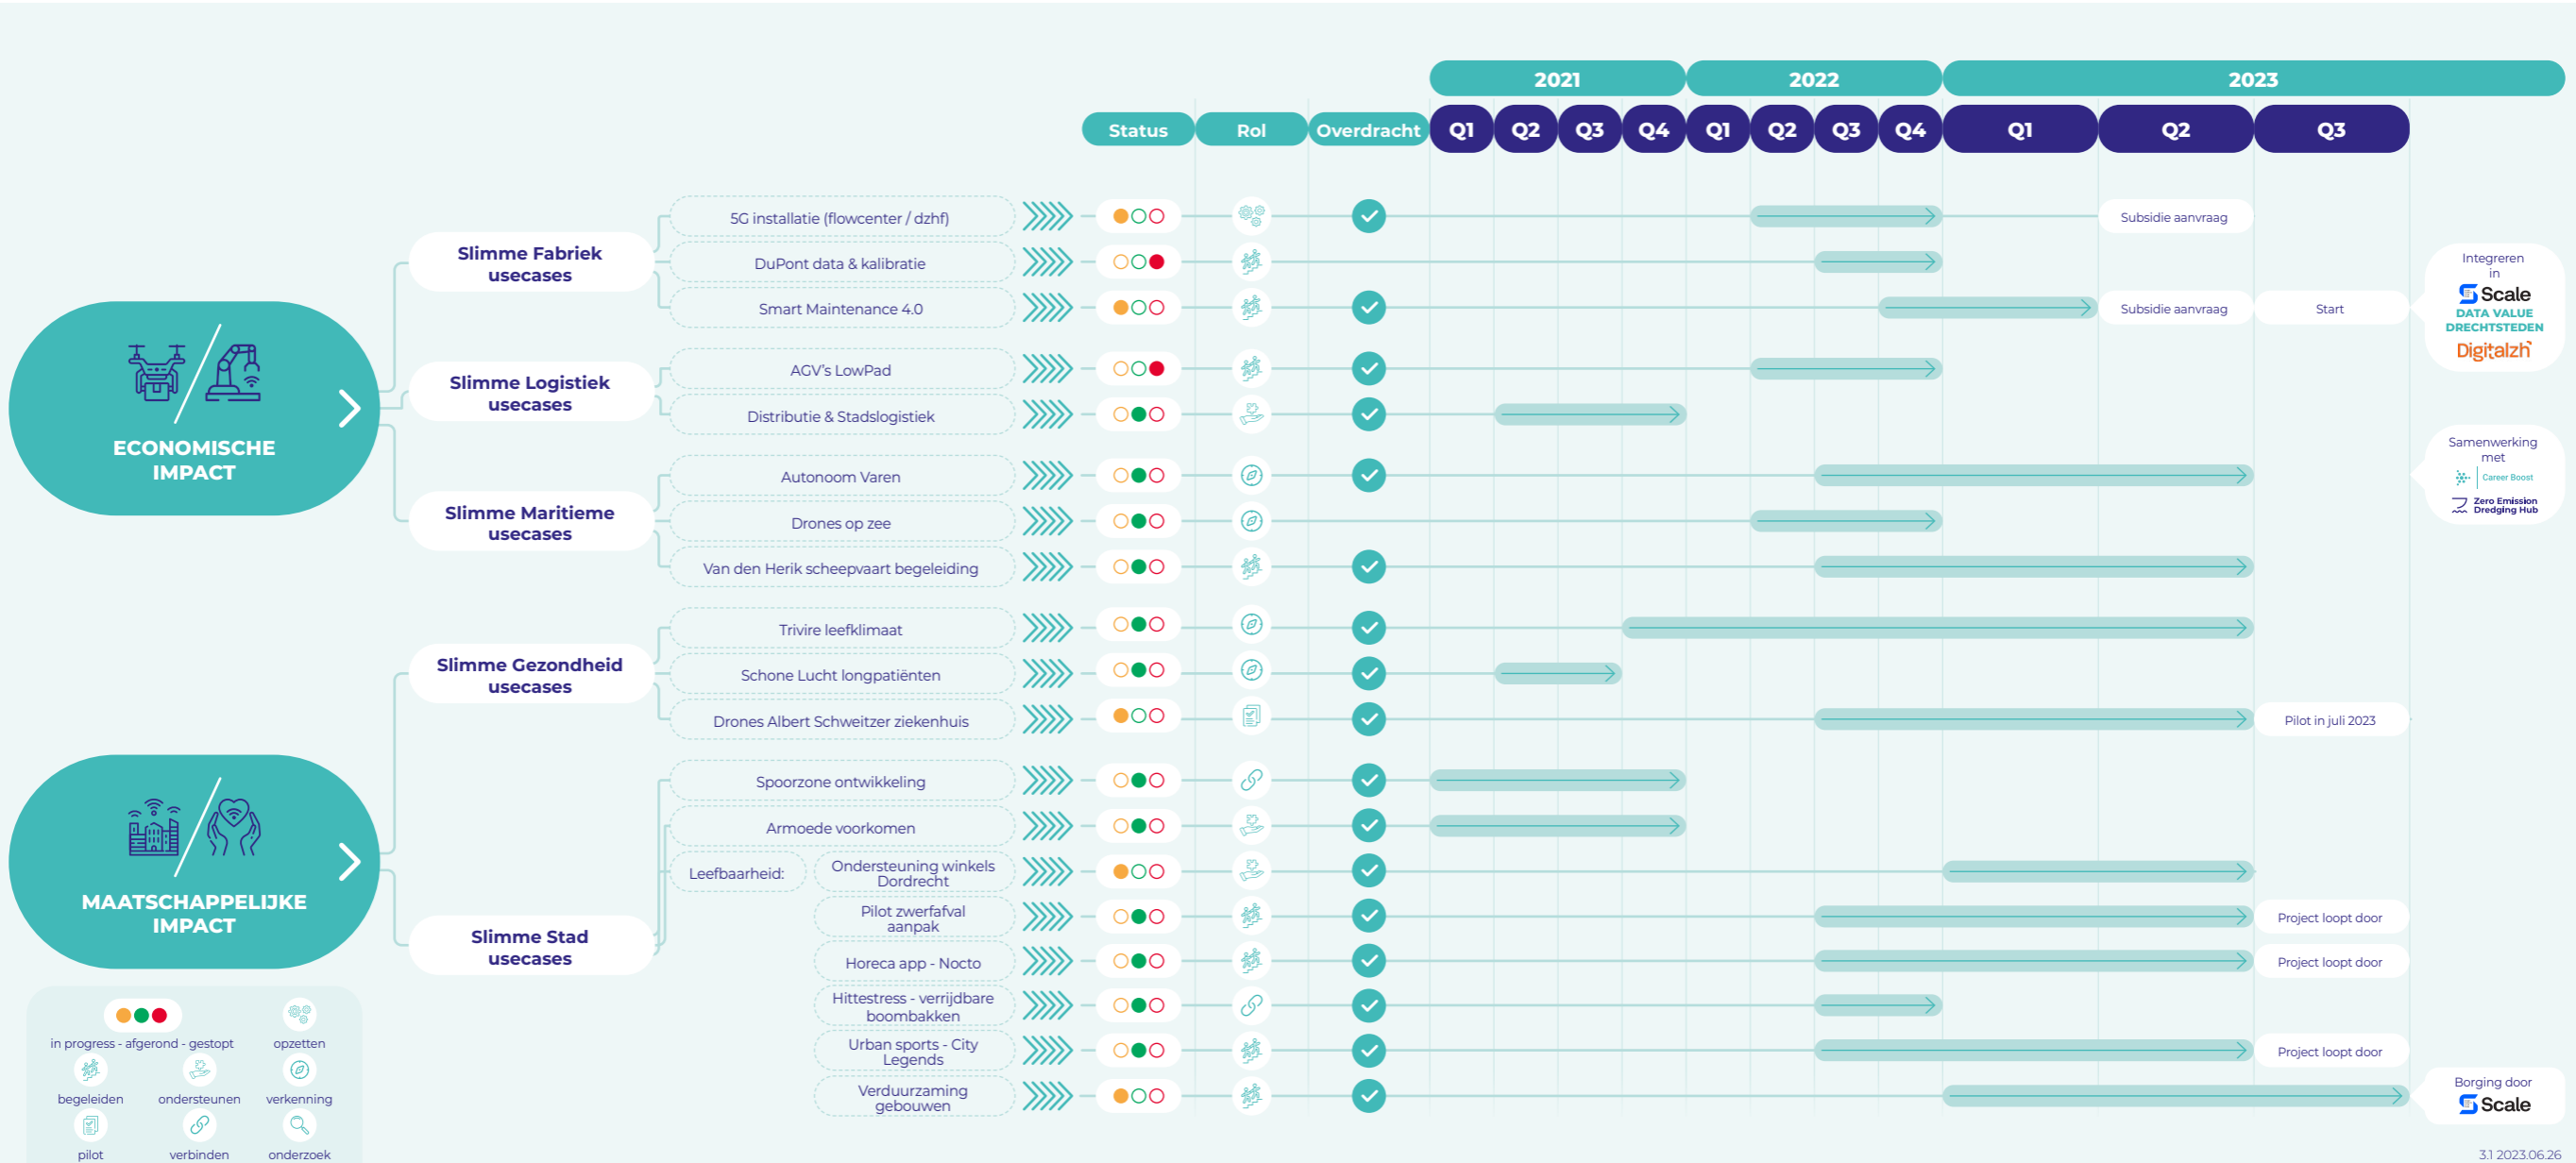 2021
2022
2023
Status
Rol
Overdracht
Q1
Q2
Q3
Q4
Q1
Q2
Q3
Q4
Q1
Q2
Q3
ECONOMISCHE
IMPACT
Slimme Fabriek
usecases
5G installatie (flowcenter / dzhf)
Subsidie aanvraag
DuPont data & kalibratie
Smart Maintenance 4.0
Subsidie aanvraag
Start
Slimme Logistiek
usecases
AGV's LowPad
Distributie & Stadslogistiek
Slimme Maritieme
usecases
Autonoom Varen
Drones op zee
Van den Herik scheepvaart begeleiding
Integreren
in
Scale
DATA VALUE
DRECHTSTEDEN
Digitalzh
Samenwerking
met
Career Boost
Zero Emission
Dredging Hub
MAATSCHAPPELIJKE
IMPACT
Slimme Gezondheid
usecases
Trivire leefklimaat
Schone Lucht longpatiënten
Drones Albert Schweitzer ziekenhuis
Pilot in juli 2023
Slimme Stad
usecases
Spoorzone ontwikkeling
Armoede voorkomen
Leefbaarheid:
Ondersteuning winkels
Dordrecht
Pilot zwerfafval
aanpak
Project loopt door
Horeca app - Nocto
Project loopt door
Hittestress - verrijdbare
boombakken
Urban sports - City
Legends
Project loopt door
Verduurzaming
gebouwen
Borging door
Scale
in progress - afgerond - gestopt
opzetten
begeleiden
ondersteunen
verkenning
pilot
verbinden
onderzoek
3.1 2023.06.26